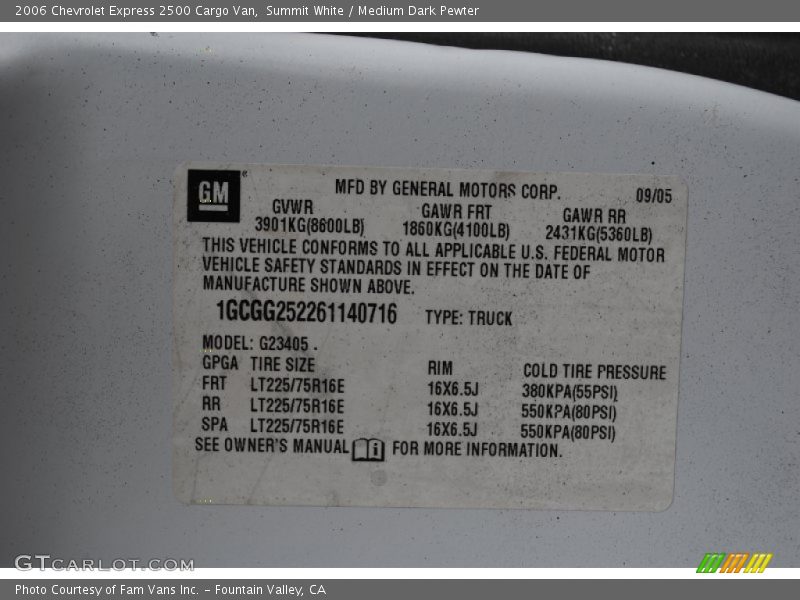 2006 Chevrolet Express 2500 Cargo Van,  Summit White / Medium Dark Pewter
GM®
MFD BY GENERAL MOTORS CORP. 09/05
GVWR GAWR FRT GAWR RR
3901KG(8600LB) 1860KG(4100LB) 2431KG(5360LB)
THIS VEHICLE CONFORMS TO ALL APPLICABLE U.S. FEDERAL MOTOR
VEHICLE SAFETY STANDARDS IN EFFECT ON THE DATE OF
MANUFACTURE SHOWN ABOVE.
1GCGG252261140716 TYPE: TRUCK
MODEL: G23405 .
GPGA TIRE SIZE RIM COLD TIRE PRESSURE
FRT LT225/75R16E 16X6.5J 380KPA(55PSI)
RR LT225/75R16E 16X6.5J 550KPA(80PSI)
SPA LT225/75R16E 16X6.5J 550KPA(80PSI)
SEE OWNER'S MANUAL i FOR MORE INFORMATION.
GTCARLOT.COM
Photo Courtesy of Fam Vans Inc. - Fountain Valley, CA